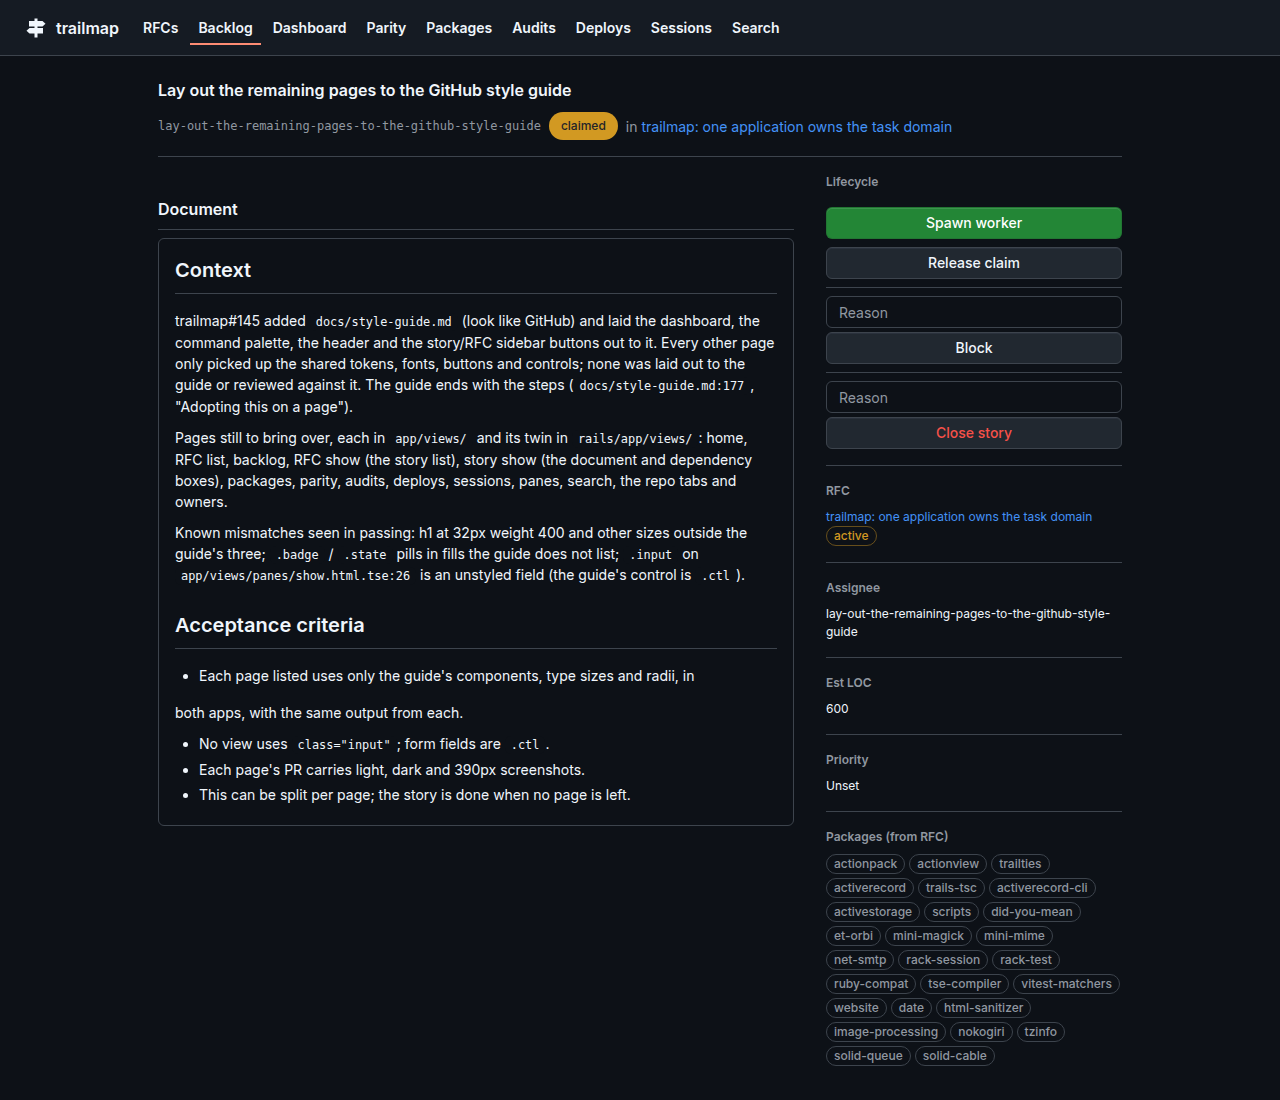 trailmap RFCs Backlog Dashboard Parity Packages Audits Deploys Sessions Search
Lay out the remaining pages to the GitHub style guide
lay-out-the-remaining-pages-to-the-github-style-guide claimed in trailmap: one application owns the task domain
Document
Context
trailmap#145 added docs/style-guide.md (look like GitHub) and laid the dashboard, the
command palette, the header and the story/RFC sidebar buttons out to it. Every other page
only picked up the shared tokens, fonts, buttons and controls; none was laid out to the
guide or reviewed against it. The guide ends with the steps ( docs/style-guide.md:177 ,
"Adopting this on a page").
Pages still to bring over, each in app/views/ and its twin in rails/app/views/ : home,
RFC list, backlog, RFC show (the story list), story show (the document and dependency
boxes), packages, parity, audits, deploys, sessions, panes, search, the repo tabs and
owners.
Known mismatches seen in passing: h1 at 32px weight 400 and other sizes outside the
guide's three; .badge / .state pills in fills the guide does not list; .input on
app/views/panes/show.html.tse:26 is an unstyled field (the guide's control is .ctl ).
Acceptance criteria
• Each page listed uses only the guide's components, type sizes and radii, in
both apps, with the same output from each.
• No view uses class="input" ; form fields are .ctl .
• Each page's PR carries light, dark and 390px screenshots.
• This can be split per page; the story is done when no page is left.
Lifecycle
Spawn worker
Release claim
Reason
Block
Reason
Close story
RFC
trailmap: one application owns the task domain
active
Assignee
lay-out-the-remaining-pages-to-the-github-style-
guide
Est LOC
600
Priority
Unset
Packages (from RFC)
actionpack actionview trailties
activerecord trails-tsc activerecord-cli
activestorage scripts did-you-mean
et-orbi mini-magick mini-mime
net-smtp rack-session rack-test
ruby-compat tse-compiler vitest-matchers
website date html-sanitizer
image-processing nokogiri tzinfo
solid-queue solid-cable